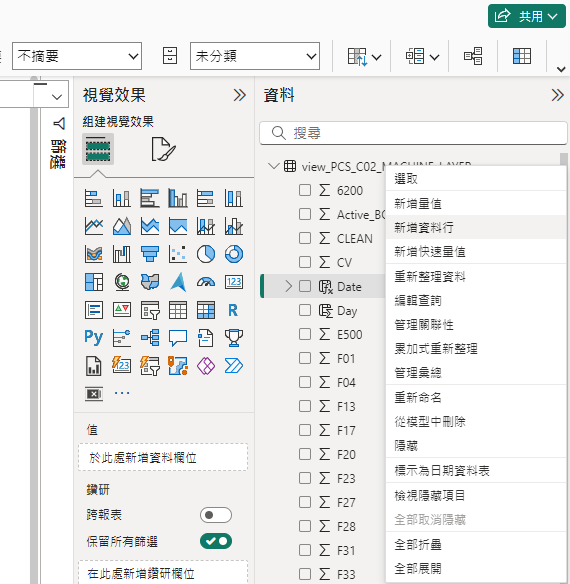 共用
不摘要
未分類
篩選
視覺效果
組建視覺效果
R
Py
123
123
...
值
於此處新增資料欄位
鑽研
跨報表
保留所有篩選
在此新增鑽研欄位
資料
搜尋
view_PCS_C02_MACHINE_LAYER
6200
Active_BO
CLEAN
CV
Date
Day
E500
F01
F04
F13
F17
F20
F23
F27
F28
F31
F33
選取
新增量值
新增資料行
新增快速量值
重新整理資料
編輯查詢
管理關聯性
累加式重新整理
管理彙總
重新命名
從模型中刪除
隱藏
標示為日期資料表
檢視隱藏項目
全部取消隱藏
全部折疊
全部展開